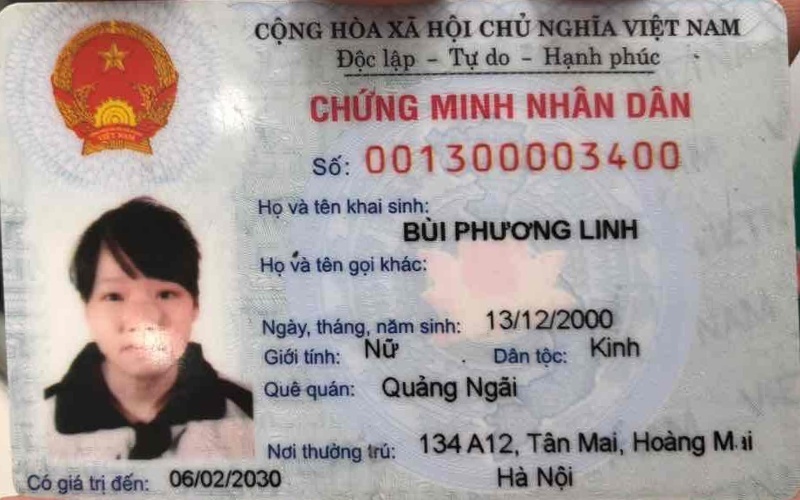 CỘNG HÒA XÃ HỘI CHỦ NGHĨA VIỆT NAM
Độc lập - Tự do - Hạnh phúc
CHỨNG MINH NHÂN DÂN
Số: 001300003400
Họ và tên khai sinh:
BÙI PHƯƠNG LINH
Họ và tên gọi khác:
Ngày, tháng, năm sinh: 13/12/2000
Giới tính: Nữ Dân tộc: Kinh
Quê quán: Quảng Ngãi
Nơi thường trú: 134 A12, Tân Mai, Hoàng Mai
Hà Nội
Có giá trị đến: 06/02/2030
VIỆT NAM